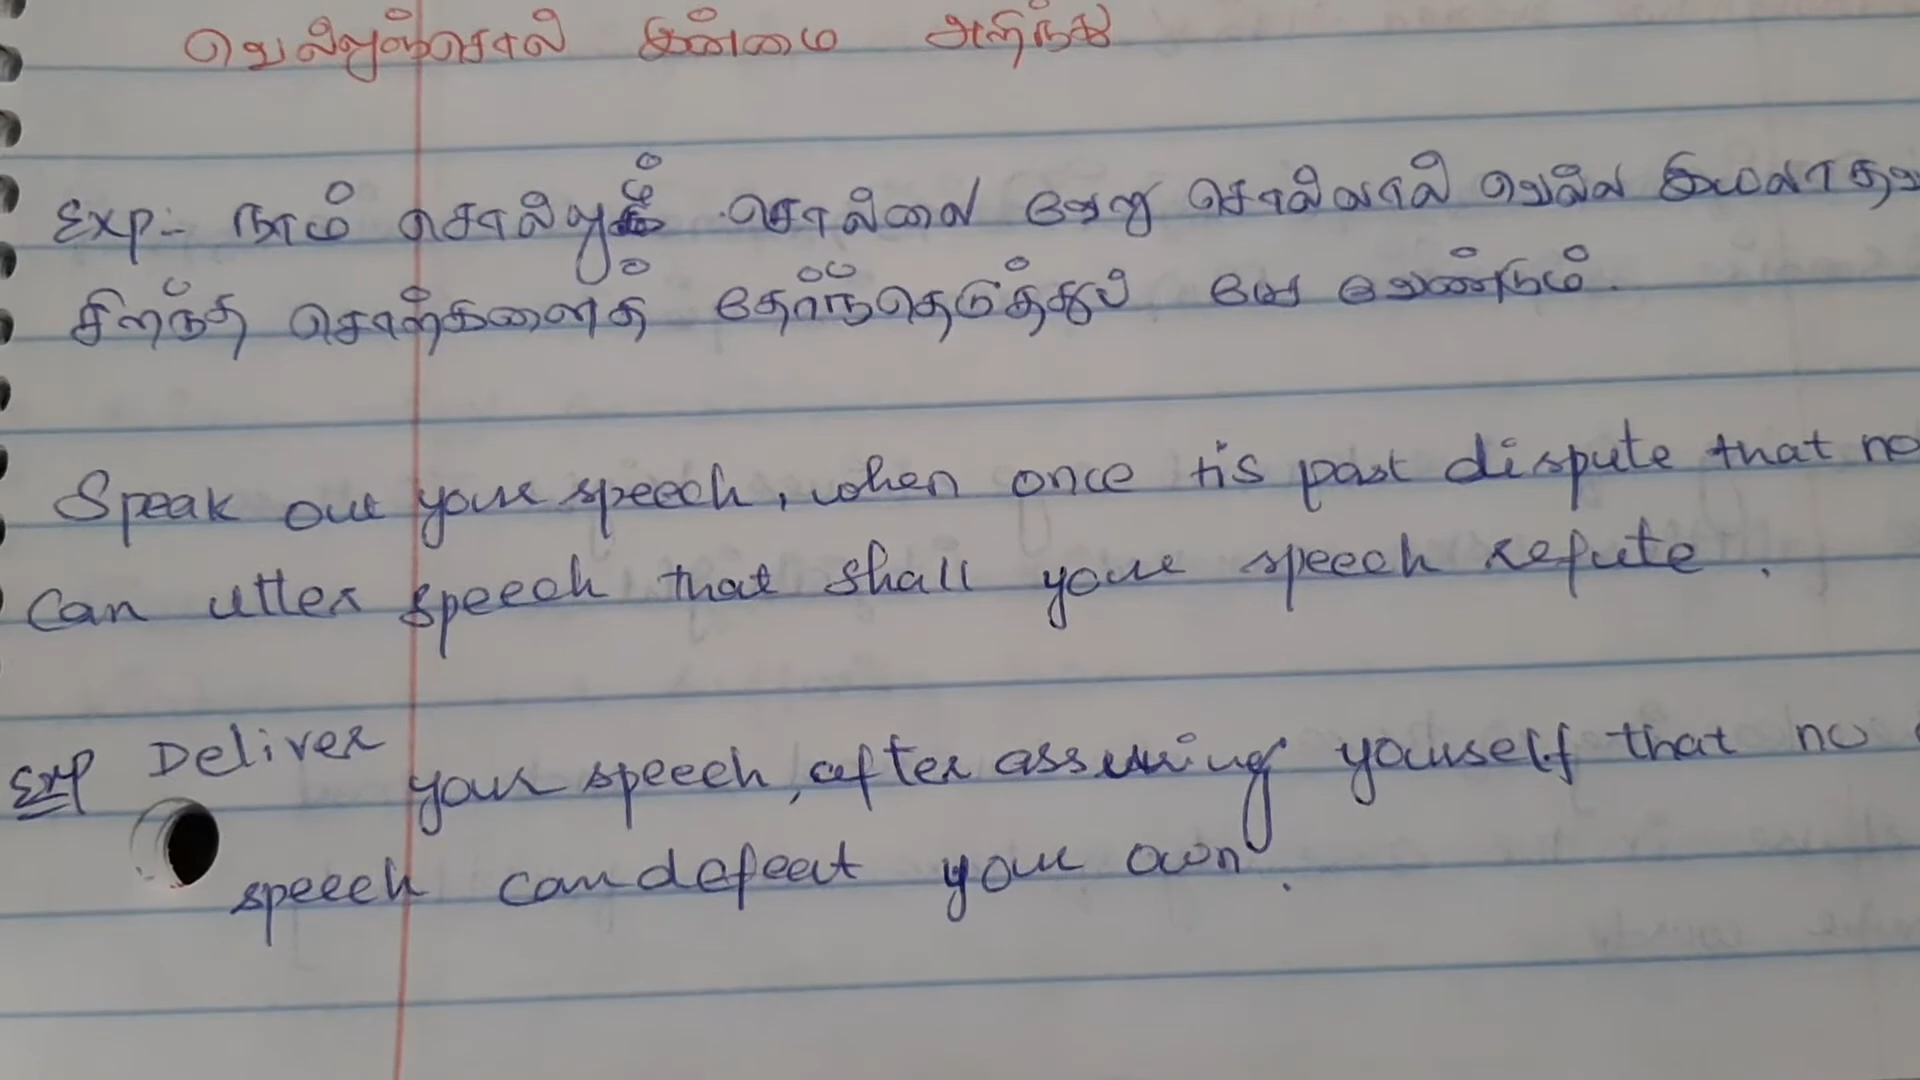 வெல்லுஞ்சொல் இன்மை அறிந்து
Exp:- நாம் சொல்லும் சொல்லை வேறு சொல்லால் வெல்ல இயலாதவ
சிறந்த சொற்களைத் தேர்ந்தெடுத்துப் பேச வேண்டும்.
Speak out your speech, when once tis past dispute that no
can utter speech that shall your speech refute.
Exp Deliver your speech, after assuring yourself that no
speech can defeat your own.